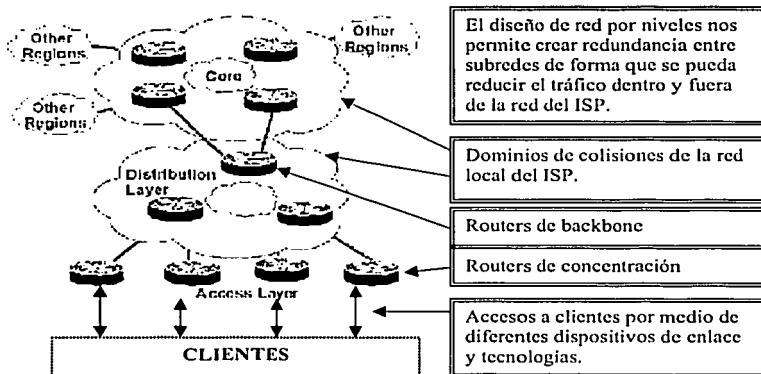 Other
Regions
Other
Regions
Core
Other
Regions
Distribution
Layer
Access Layer
CLIENTES
El diseño de red por niveles nos
permite crear redundancia entre
subredes de forma que se pueda
reducir el tráfico dentro y fuera
de la red del ISP.
Dominios de colisiones de la red
local del ISP.
Routers de backbone
Routers de concentración
Accesos a clientes por medio de
diferentes dispositivos de enlace
y tecnologías.